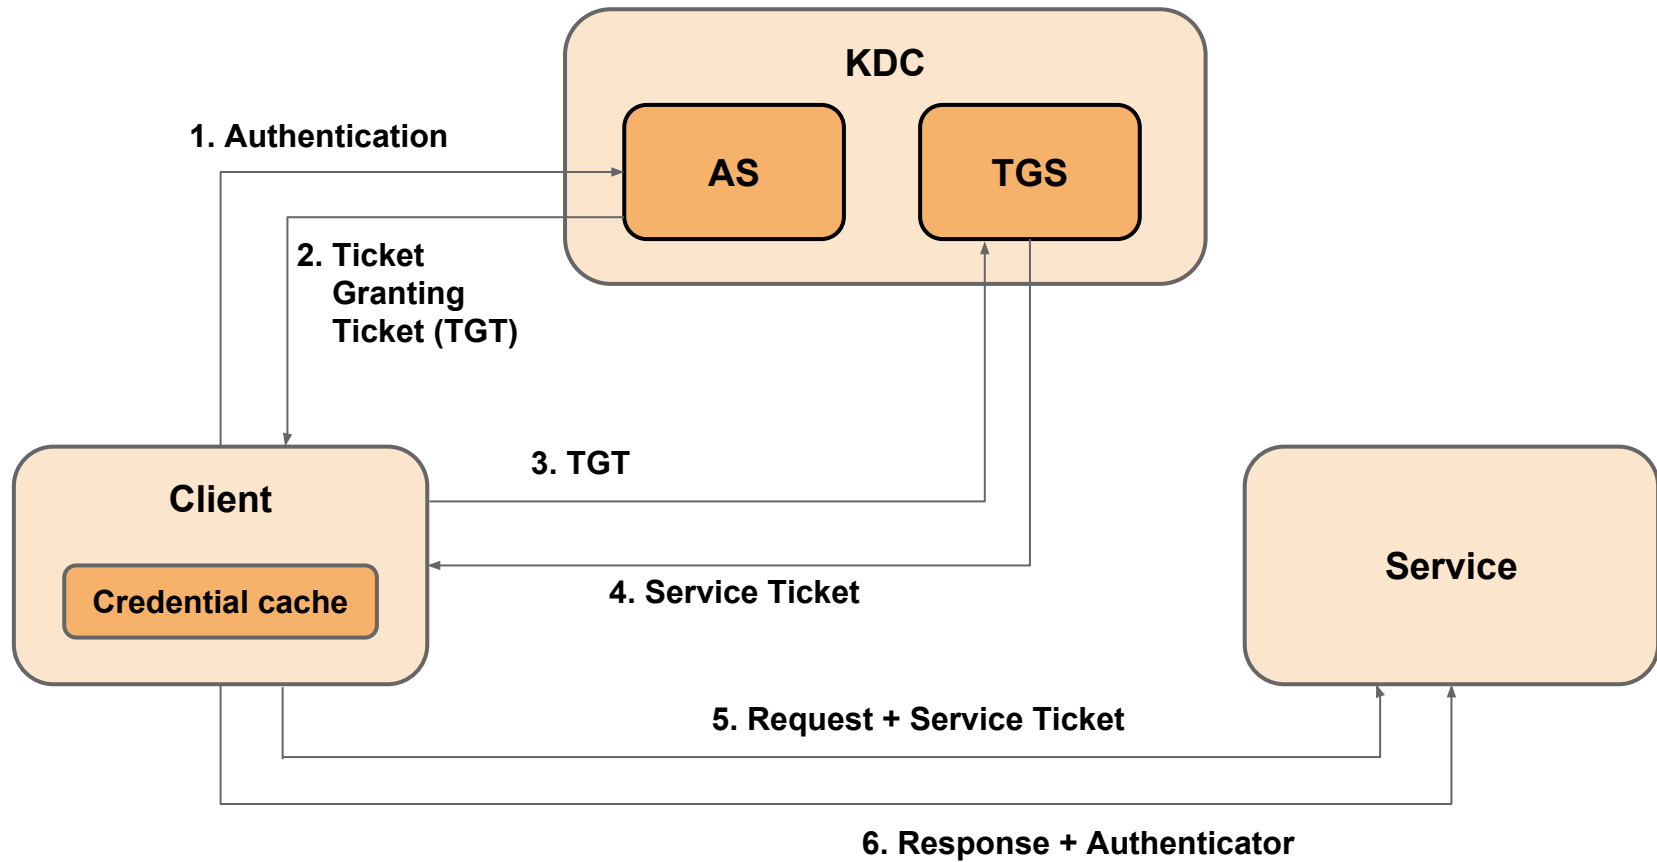 KDC
1. Authentication
AS
TGS
2. Ticket
Granting
Ticket (TGT)
3. TGT
Client
Credential cache
4. Service Ticket
Service
5. Request + Service Ticket
6. Response + Authenticator